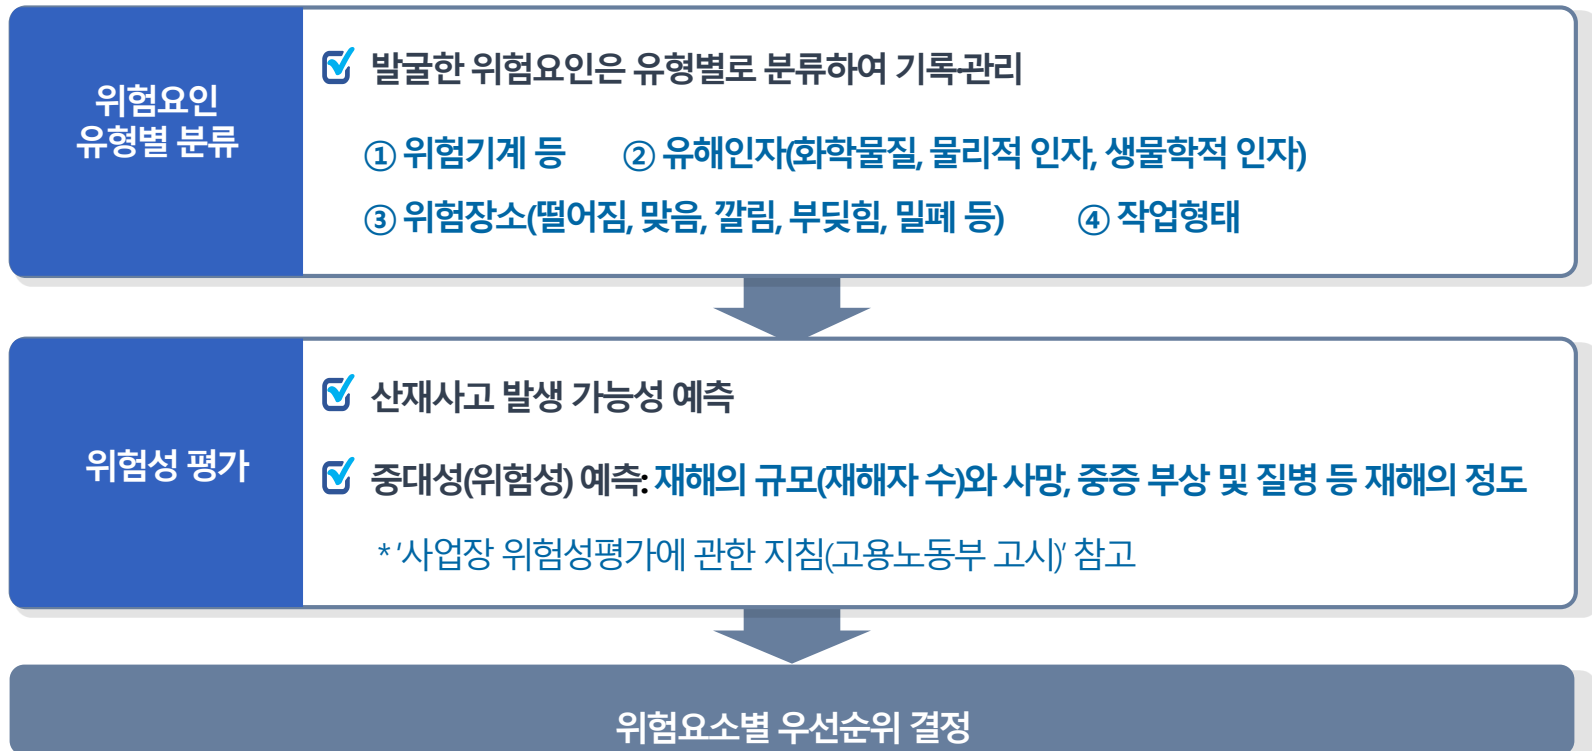 위험요인
유형별 분류
발굴한 위험요인은 유형별로 분류하여 기록·관리
① 위험기계 등 ② 유해인자(화학물질, 물리적 인자, 생물학적 인자)
③ 위험장소(떨어짐, 맞음, 깔림, 부딪힘, 밀폐 등) ④ 작업형태
위험성 평가
산재사고 발생 가능성 예측
중대성(위험성) 예측: 재해의 규모(재해자 수)와 사망, 중증 부상 및 질병 등 재해의 정도
* '사업장 위험성평가에 관한 지침(고용노동부 고시)' 참고
위험요소별 우선순위 결정